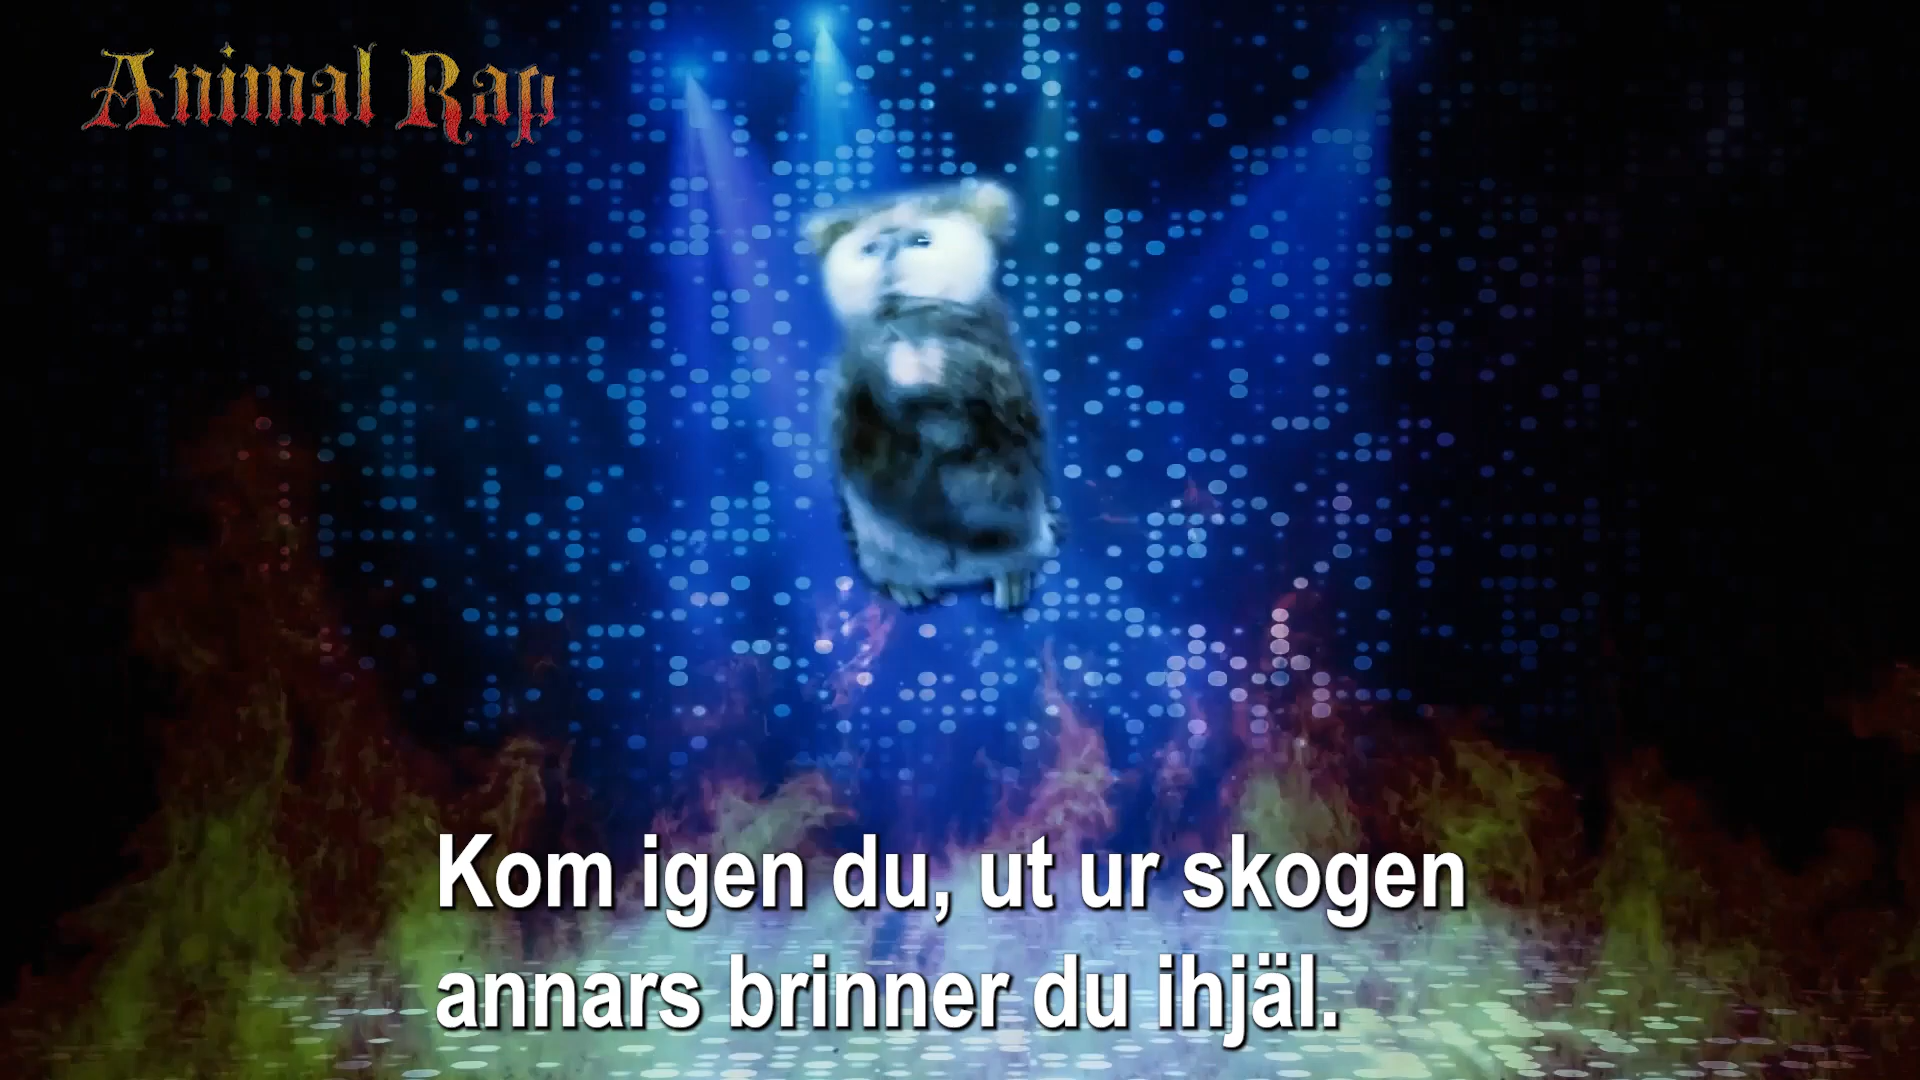 Animal Rap
Kom igen du, ut ur skogen
annars brinner du ihjäl.